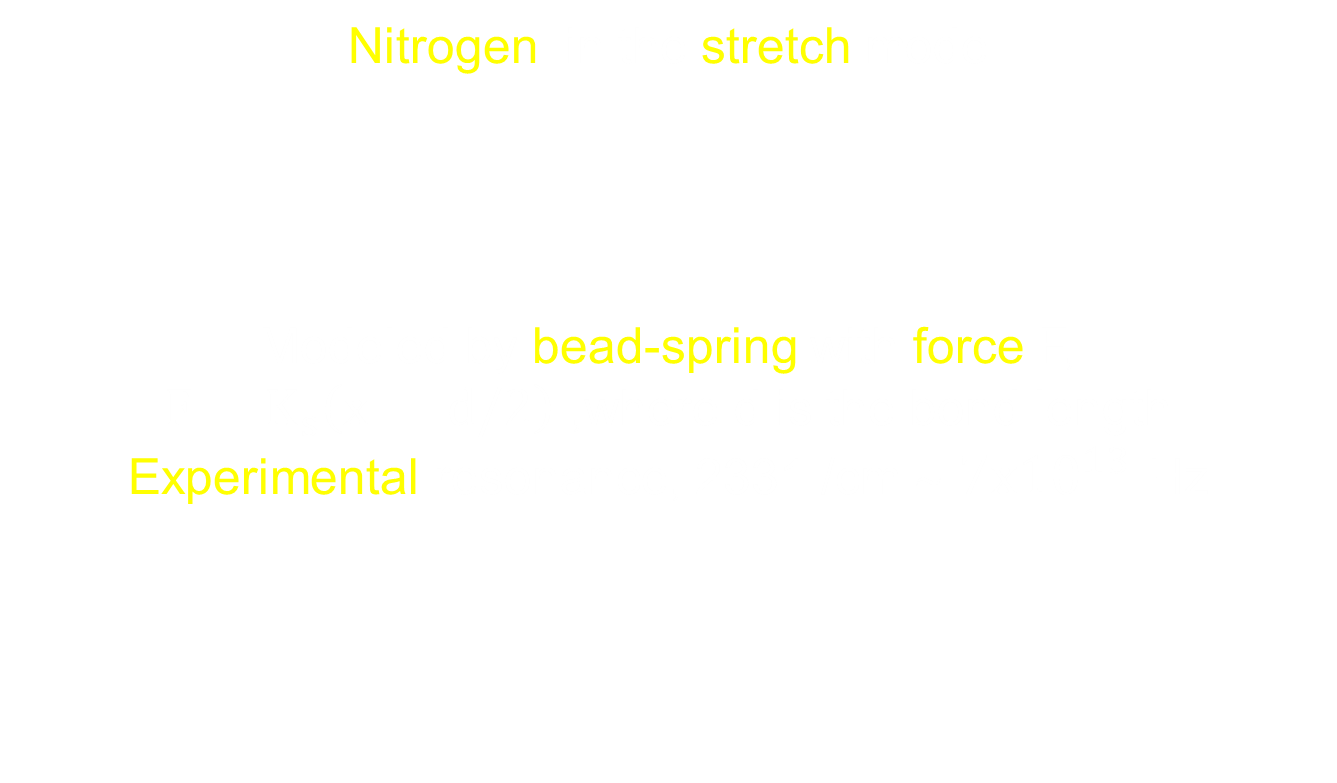 Nitrogen stretch
bead-spring force
Experimental